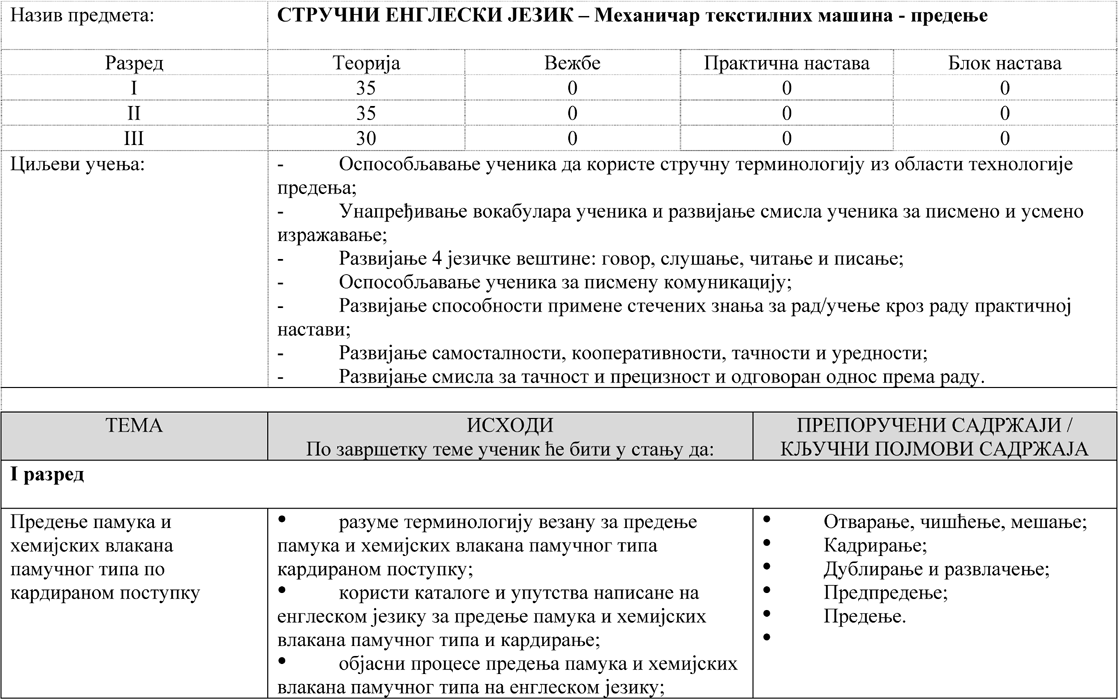 Назив предмета: СТРУЧНИ ЕНГЛЕСКИ ЈЕЗИК – Механичар текстилних машина - предење
Разред Теорија Вежбе Практична настава Блок настава
I 35 0 0 0
II 35 0 0 0
III 30 0 0 0
Циљеви учења:
- Оспособљавање ученика да користе стручну терминологију из области технологије
предења;
- Унапређивање вокабулара ученика и развијање смисла ученика за писмено и усмено
изражавање;
- Развијање 4 језичке вештине: говор, слушање, читање и писање;
- Оспособљавање ученика за писмену комуникацију;
- Развијање способности примене стечених знања за рад/учење кроз раду практичној
настави;
- Развијање самосталности, кооперативности, тачности и уредности;
- Развијање смисла за тачност и прецизност и одговоран однос према раду.
ТЕМА
ИСХОДИ
По завршетку теме ученик ће бити у стању да:
ПРЕПОРУЧЕНИ САДРЖАЈИ /
КЉУЧНИ ПОЈМОВИ САДРЖАЈА
I разред
Предење памука и
хемијских влакана
памучног типа по
кардираном поступку
• разуме терминологију везану за предење
памука и хемијских влакана памучног типа
кардираном поступку;
• користи каталоге и упутства написане на
енглеском језику за предење памука и хемијских
влакана памучног типа и кардирање;
• објасни процесе предења памука и хемијских
влакана памучног типа на енглеском језику;
• Отварање, чишћење, мешање;
• Кадрирање;
• Дублирање и развлачење;
• Предпредење;
• Предење.
•